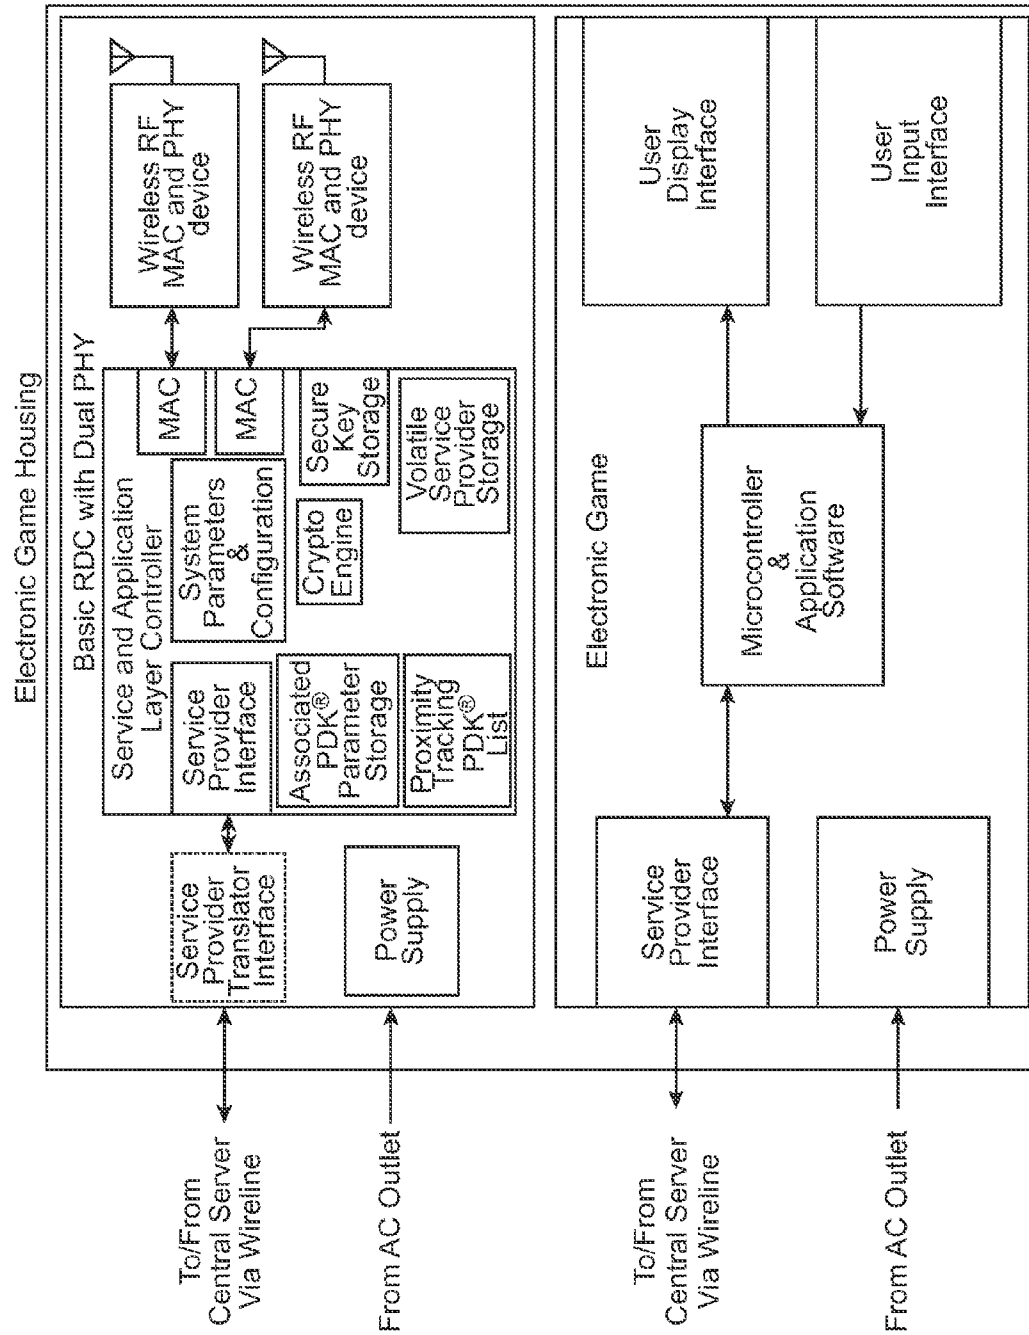 Electronic Game Housing
Basic RDC with Dual PHY
Service and Application
Layer Controller
To/From
Central Server
Via Wireline
Service
Provider
Translator
Interface
Service
Provider
Interface
System
Parameters
&
Configuration
MAC
Wireless RF
MAC and PHY
device
MAC
Wireless RF
MAC and PHY
device
From AC Outlet
Power
Supply
Associated
PDK®
Parameter
Storage
Crypto
Engine
Secure
Key
Storage
Proximity
Tracking
PDK®
List
Volatile
Service
Provider
Storage
Electronic Game
To/From
Central Server
Via Wireline
Service
Provider
Interface
Microcontroller
&
Application
Software
User
Display
Interface
From AC Outlet
Power
Supply
User
Input
Interface